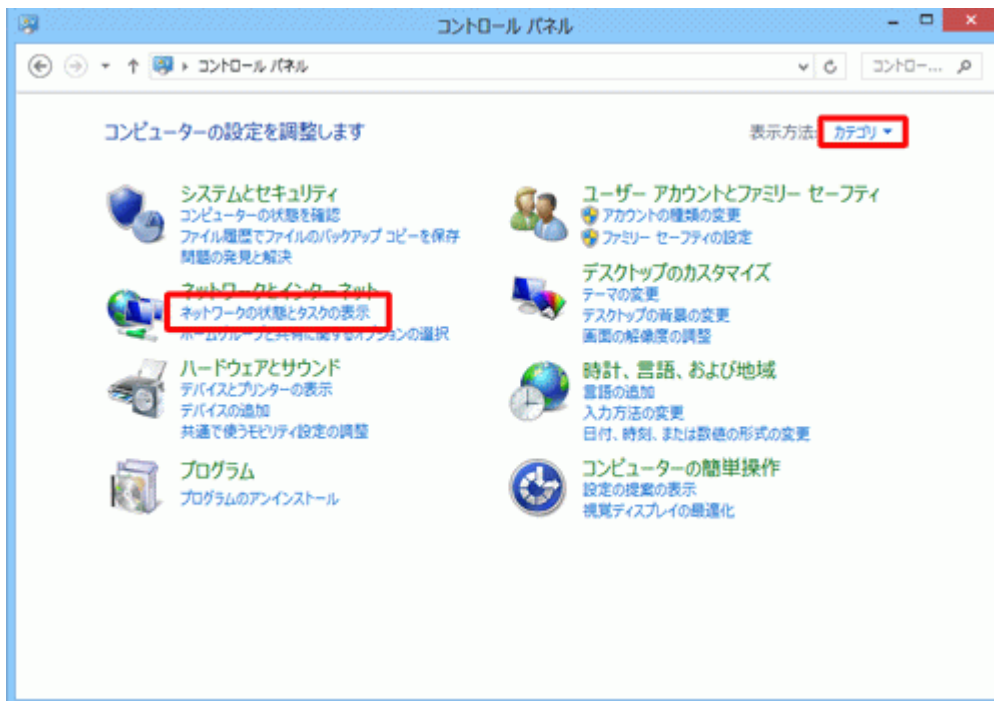 コントロール パネル
コントロール パネル
コントロー...
コンピューターの設定を調整します
表示方法: カテゴリ
システムとセキュリティ
コンピューターの状態を確認
ファイル履歴でファイルのバックアップ コピーを保存
問題の発見と解決
ネットワークとインターネット
ネットワークの状態とタスクの表示
ホームグループと共有に関するオプションの選択
ハードウェアとサウンド
デバイスとプリンターの表示
デバイスの追加
共通で使うモビリティ設定の調整
プログラム
プログラムのアンインストール
ユーザー アカウントとファミリー セーフティ
アカウントの種類の変更
ファミリー セーフティの設定
デスクトップのカスタマイズ
テーマの変更
デスクトップの背景の変更
画面の解像度の調整
時計、言語、および地域
言語の追加
入力方法の変更
日付、時刻、または数値の形式の変更
コンピューターの簡単操作
設定の提案の表示
視覚ディスプレイの最適化